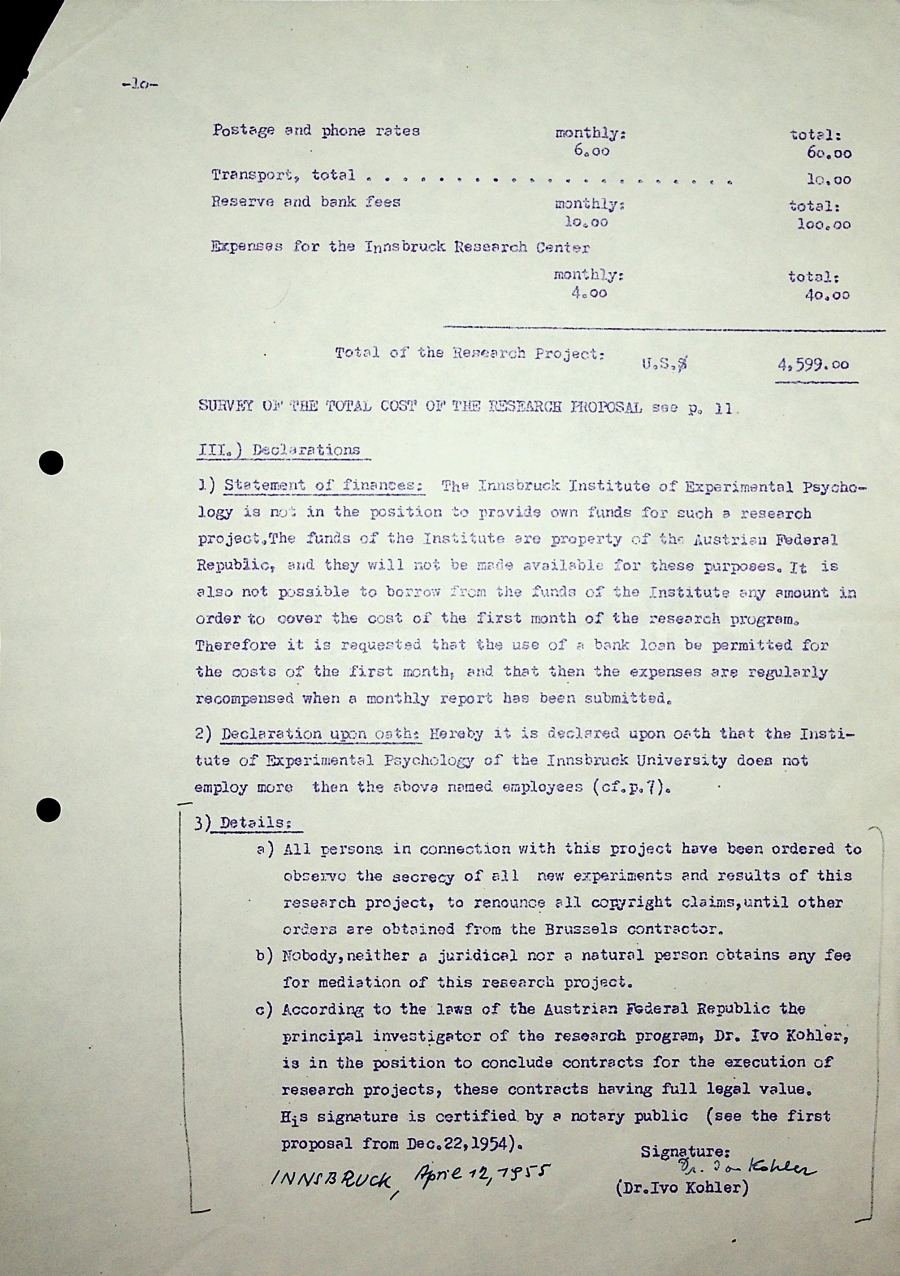 -1o-
Postage and phone rates monthly: total:
6.oo 6o.oo
Transport, total . . . . . . . . . . . . . . . . . . . . . 1o.oo
Reserve and bank fees monthly: total:
1o.oo 1oo.oo
Expenses for the Innsbruck Research Center
monthly: total:
4.oo 4o.oo
Total of the Research Project: U.S.$ 4,599.oo
SURVEY OF THE TOTAL COST OF THE RESEARCH PROPOSAL see p. 11.
III.) Declarations
1) Statement of finances: The Innsbruck Institute of Experimental Psycho-
logy is not in the position to provide own funds for such a research
project.The funds of the Institute are property of the Austrian Federal
Republic, and they will not be made available for these purposes. It is
also not possible to borrow from the funds of the Institute any amount in
order to cover the cost of the first month of the research program.
Therefore it is requested that the use of a bank loan be permitted for
the costs of the first month, and that then the expenses are regularly
recompensed when a monthly report has been submitted.
2) Declaration upon oath: Hereby it is declared upon oath that the Insti-
tute of Experimental Psychology of the Innsbruck University does not
employ more then the above named employees (cf.p.7).
3) Details:
a) All persons in connection with this project have been ordered to
observe the secrecy of all new experiments and results of this
research project, to renounce all copyright claims,until other
orders are obtained from the Brussels contractor.
b) Nobody,neither a juridical nor a natural person obtains any fee
for mediation of this research project.
c) According to the laws of the Austrian Federal Republic the
principal investigator of the research program, Dr. Ivo Kohler,
is in the position to conclude contracts for the execution of
research projects, these contracts having full legal value.
His signature is certified by a notary public (see the first
proposal from Dec.22,1954).
Signature:
Dr. Ivo Kohler
INNSBRUCK, April 12, 1955
(Dr.Ivo Kohler)